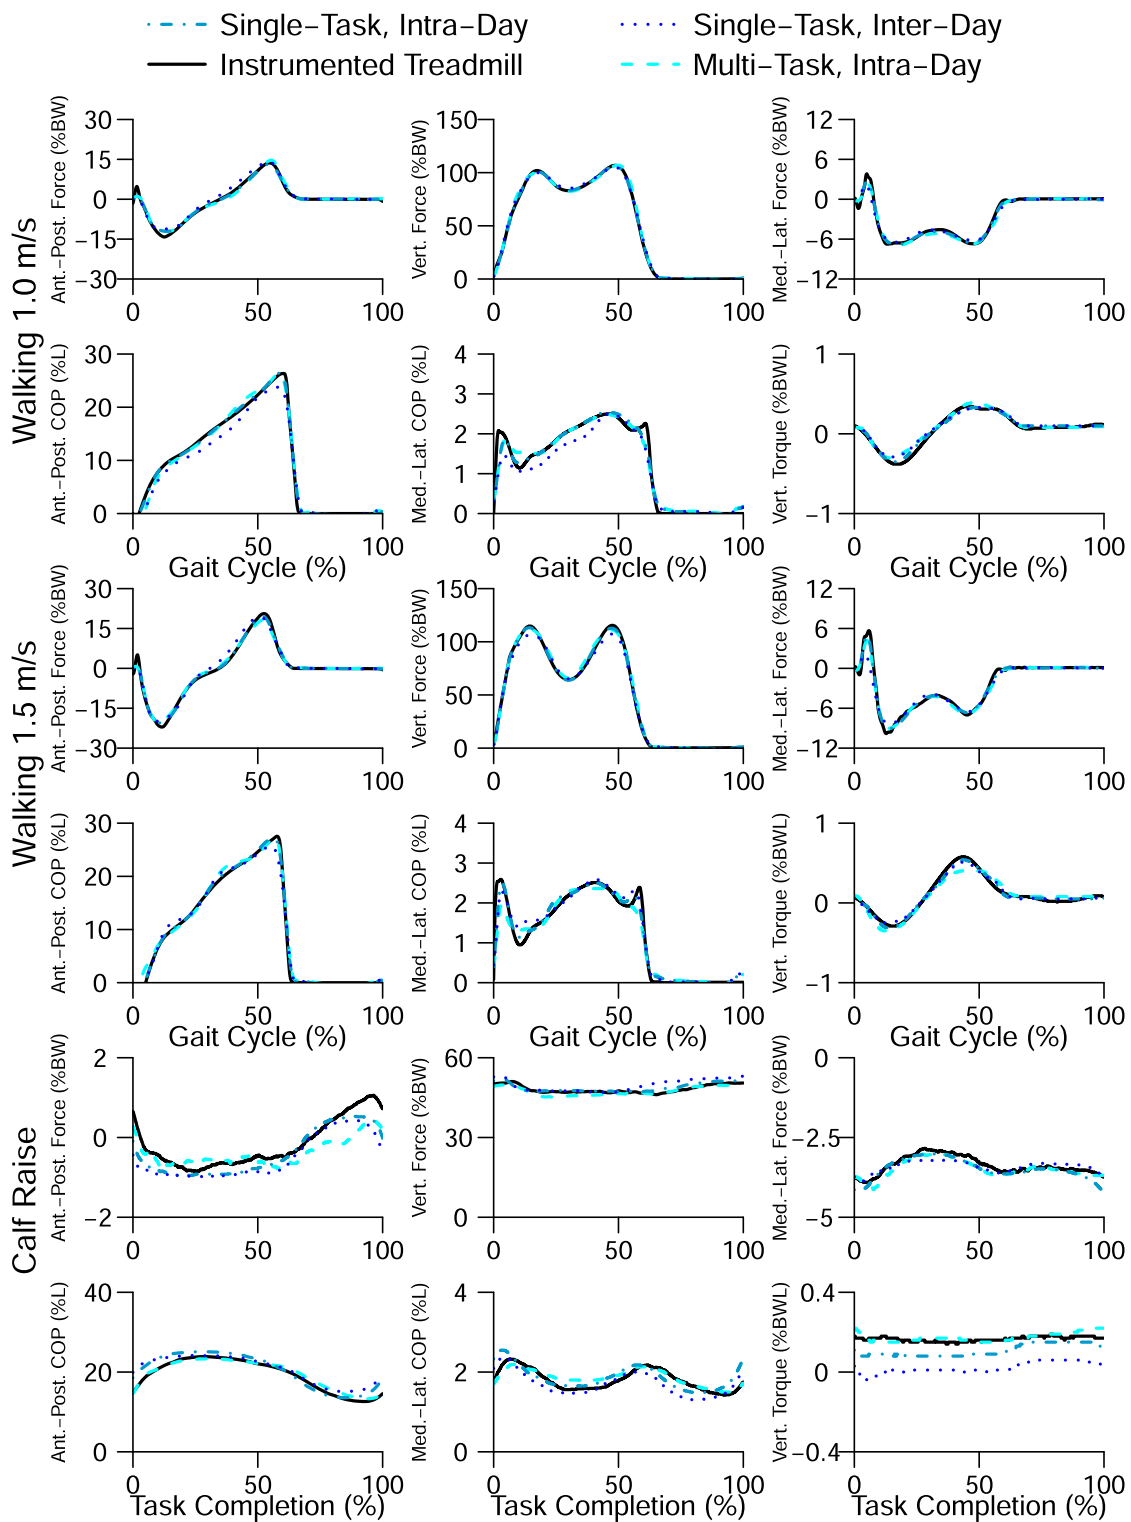 Single−Task, Intra−Day
Single−Task, Inter−Day
Instrumented Treadmill
Multi−Task, Intra−Day
Walking 1.0 m/s
Ant.−Post. Force (%BW)
30
15
0
−15
−30
0 50 100
Vert. Force (%BW)
150
100
50
0
0 50 100
Med.−Lat. Force (%BW)
12
6
0
−6
−12
0 50 100
Ant.−Post. COP (%L)
30
20
10
0
0 50 100
Gait Cycle (%)
Med.−Lat. COP (%L)
4
3
2
1
0
0 50 100
Gait Cycle (%)
Vert. Torque (%BWL)
1
0
−1
0 50 100
Gait Cycle (%)
Walking 1.5 m/s
Ant.−Post. Force (%BW)
30
15
0
−15
−30
0 50 100
Vert. Force (%BW)
150
100
50
0
0 50 100
Med.−Lat. Force (%BW)
12
6
0
−6
−12
0 50 100
Ant.−Post. COP (%L)
30
20
10
0
0 50 100
Gait Cycle (%)
Med.−Lat. COP (%L)
4
3
2
1
0
0 50 100
Gait Cycle (%)
Vert. Torque (%BWL)
1
0
−1
0 50 100
Gait Cycle (%)
Calf Raise
Ant.−Post. Force (%BW)
2
0
−2
0 50 100
Vert. Force (%BW)
60
30
0
0 50 100
Med.−Lat. Force (%BW)
0
−2.5
−5
0 50 100
Ant.−Post. COP (%L)
40
20
0
0 50 100
Task Completion (%)
Med.−Lat. COP (%L)
4
2
0
0 50 100
Task Completion (%)
Vert. Torque (%BWL)
0.4
0
−0.4
0 50 100
Task Completion (%)